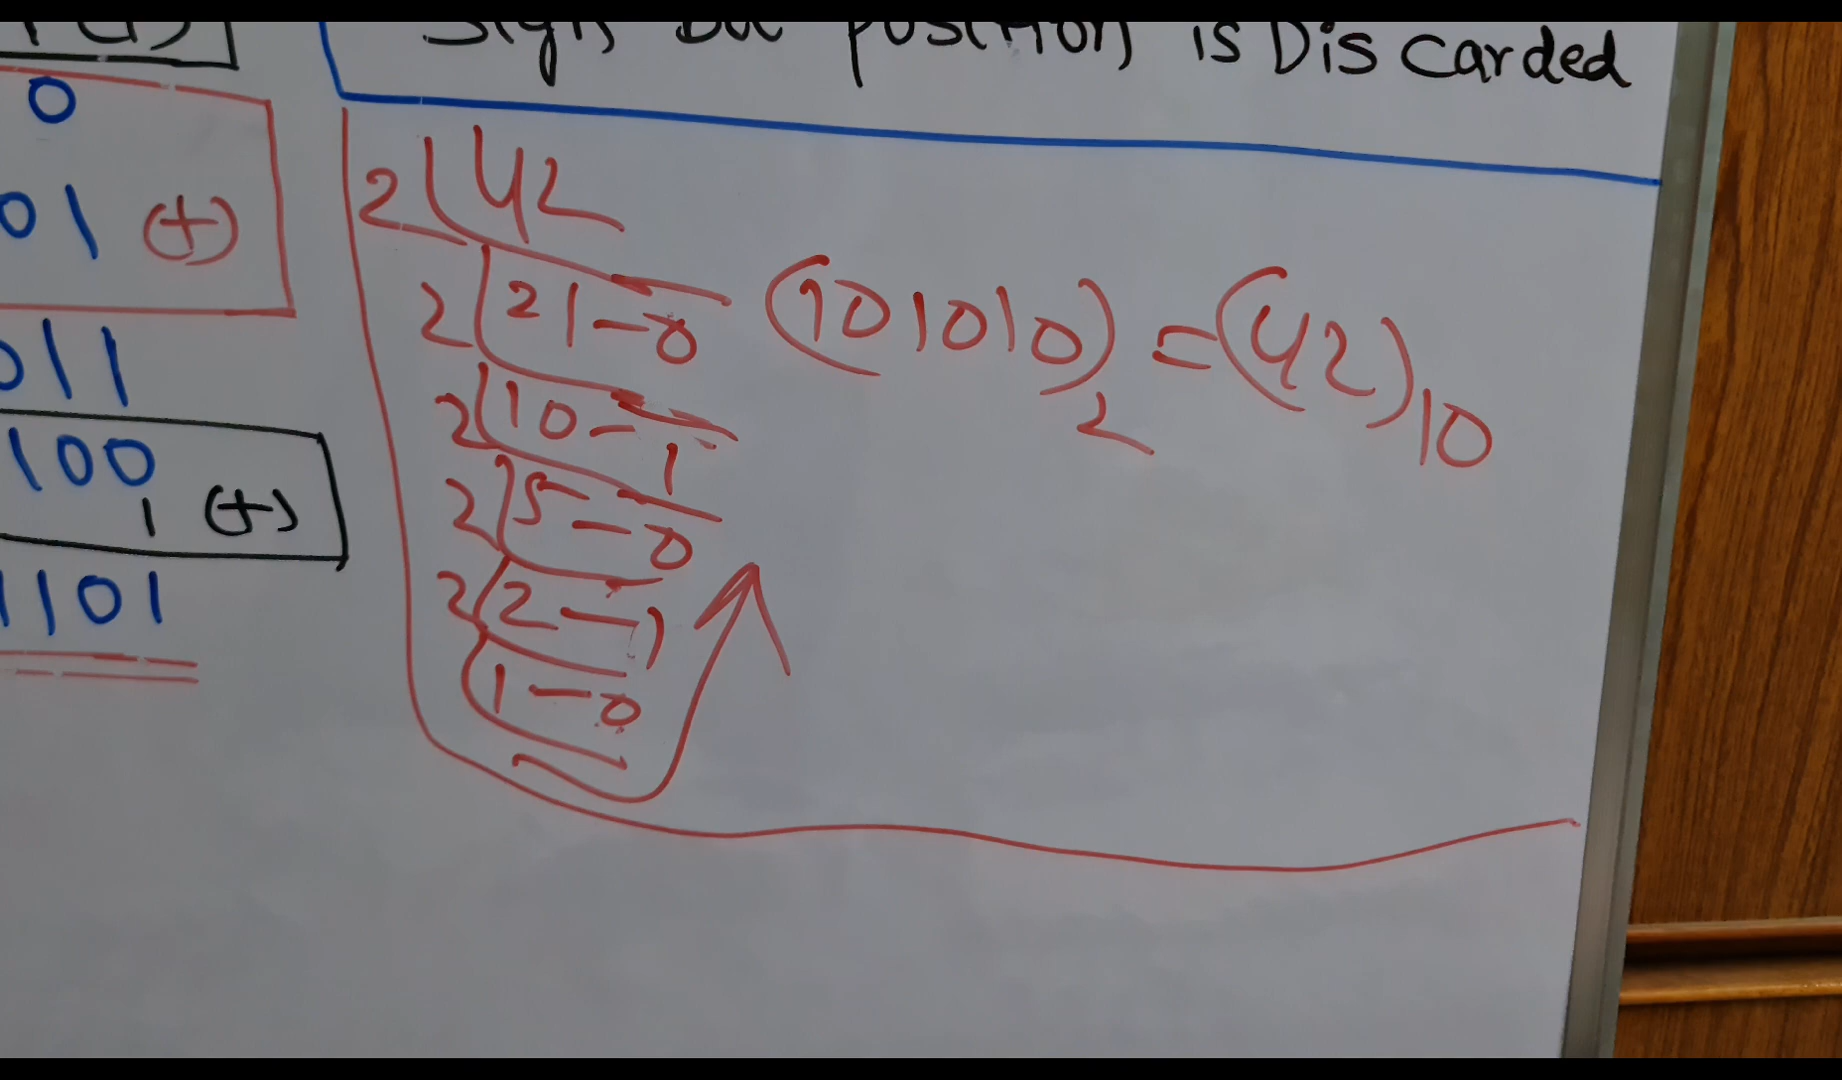 is Discarded
0
01 (+)
011
100
1 (+)
1101
2 42
2 21 - 0
2 10 - 1
2 5 - 0
2 2 - 1
1 - 0
(101010)2 = (42)10